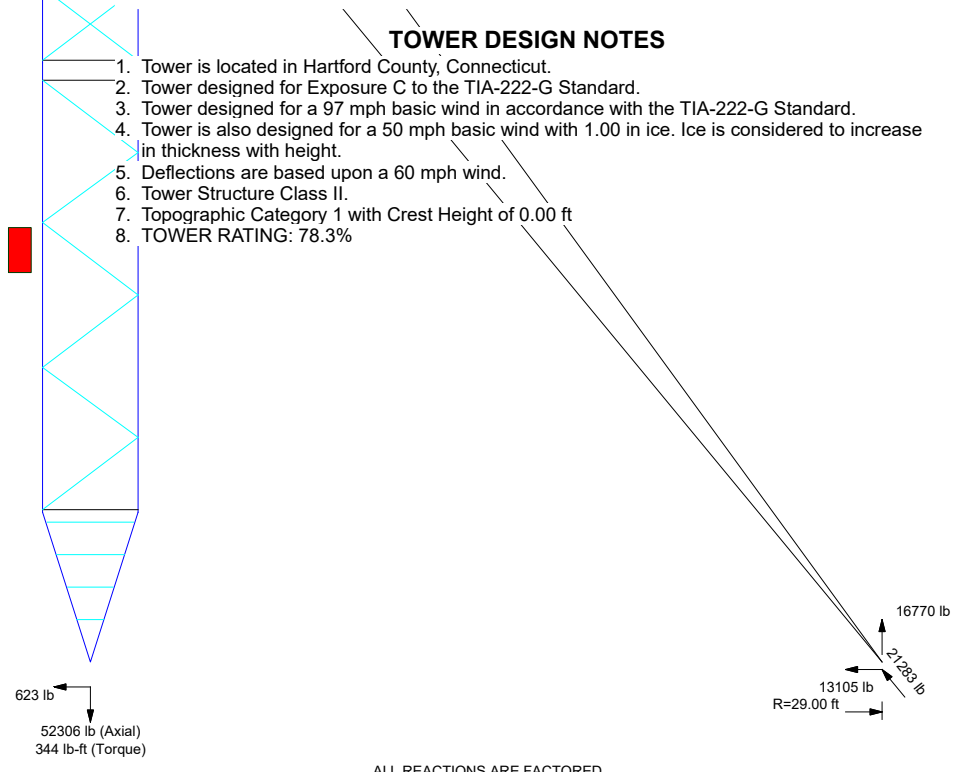 TOWER DESIGN NOTES
1. Tower is located in Hartford County, Connecticut.
2. Tower designed for Exposure C to the TIA-222-G Standard.
3. Tower designed for a 97 mph basic wind in accordance with the TIA-222-G Standard.
4. Tower is also designed for a 50 mph basic wind with 1.00 in ice. Ice is considered to increase
in thickness with height.
5. Deflections are based upon a 60 mph wind.
6. Tower Structure Class II.
7. Topographic Category 1 with Crest Height of 0.00 ft
8. TOWER RATING: 78.3%
16770 lb
21283 lb
13105 lb
R=29.00 ft
623 lb
52306 lb (Axial)
344 lb-ft (Torque)
ALL REACTIONS ARE FACTORED